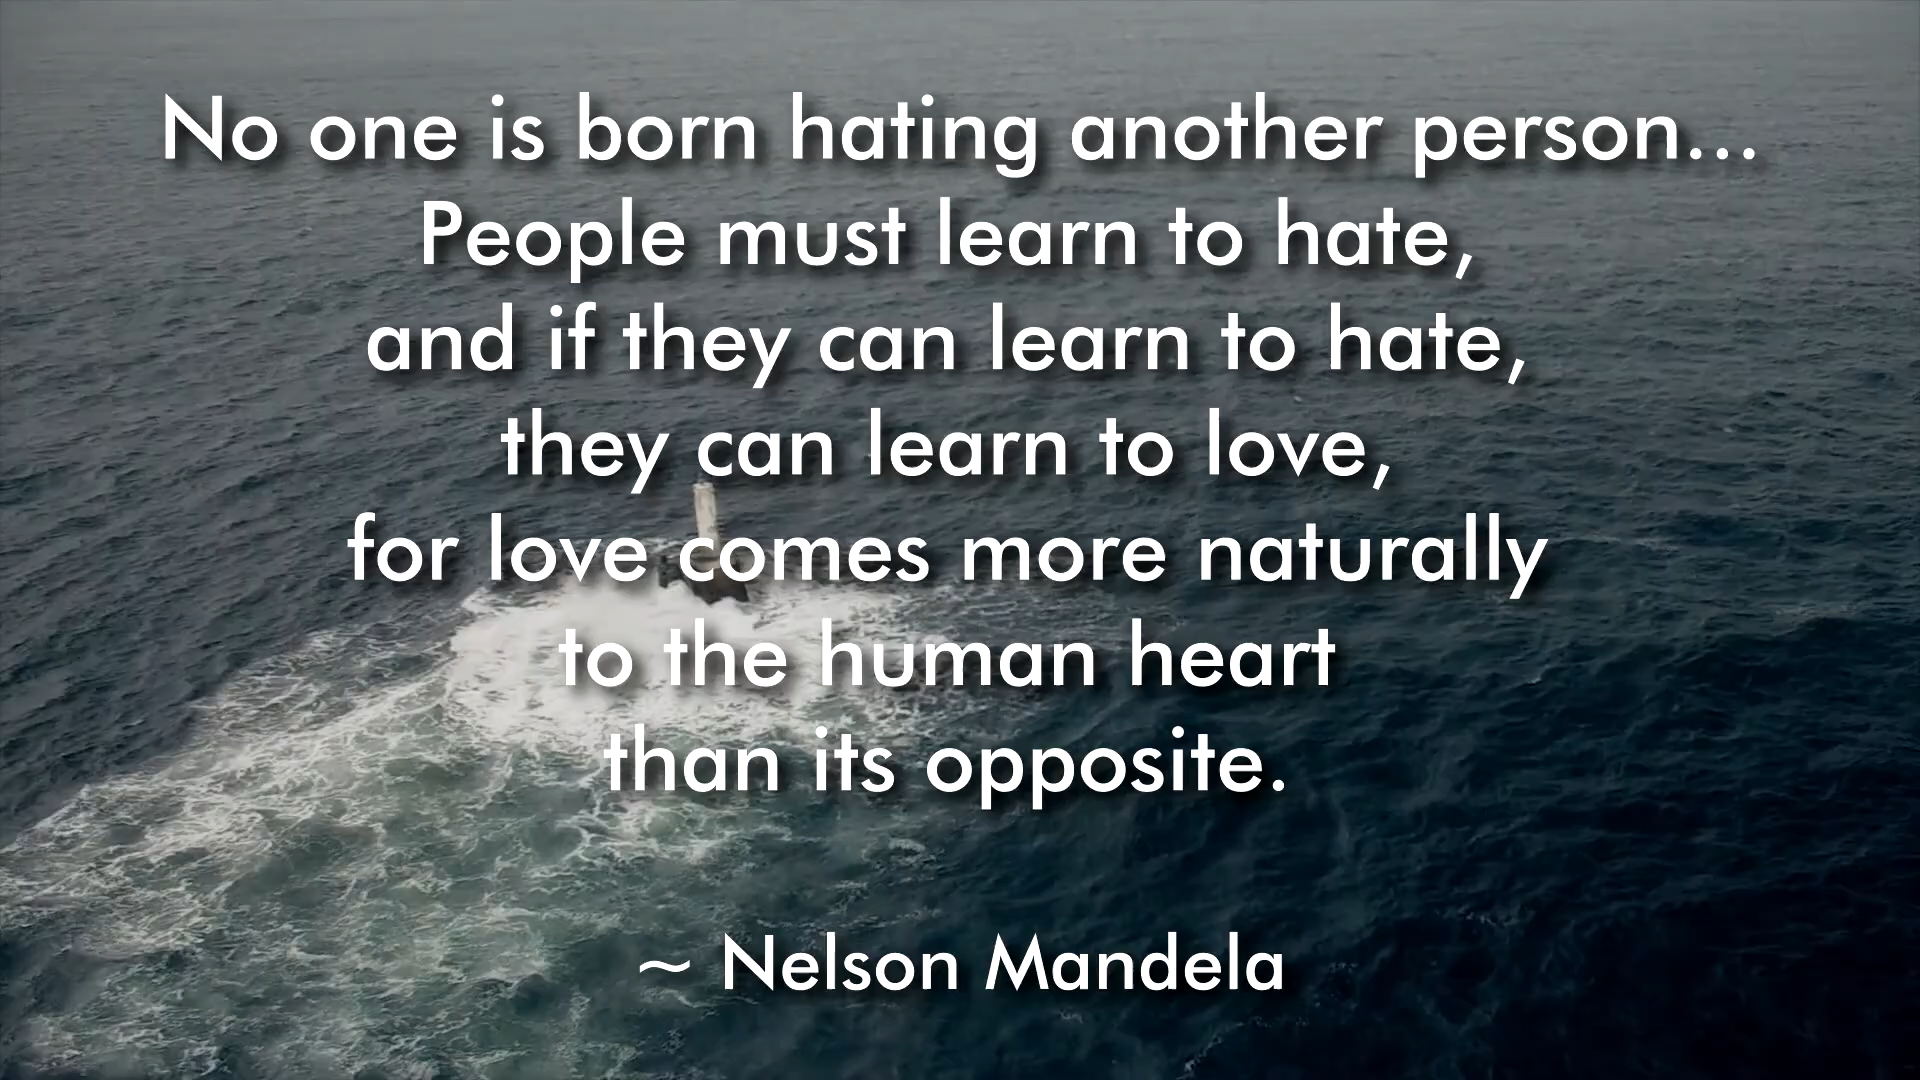 No one is born hating another person...
People must learn to hate,
and if they can learn to hate,
they can learn to love,
for love comes more naturally
to the human heart
than its opposite.
~ Nelson Mandela